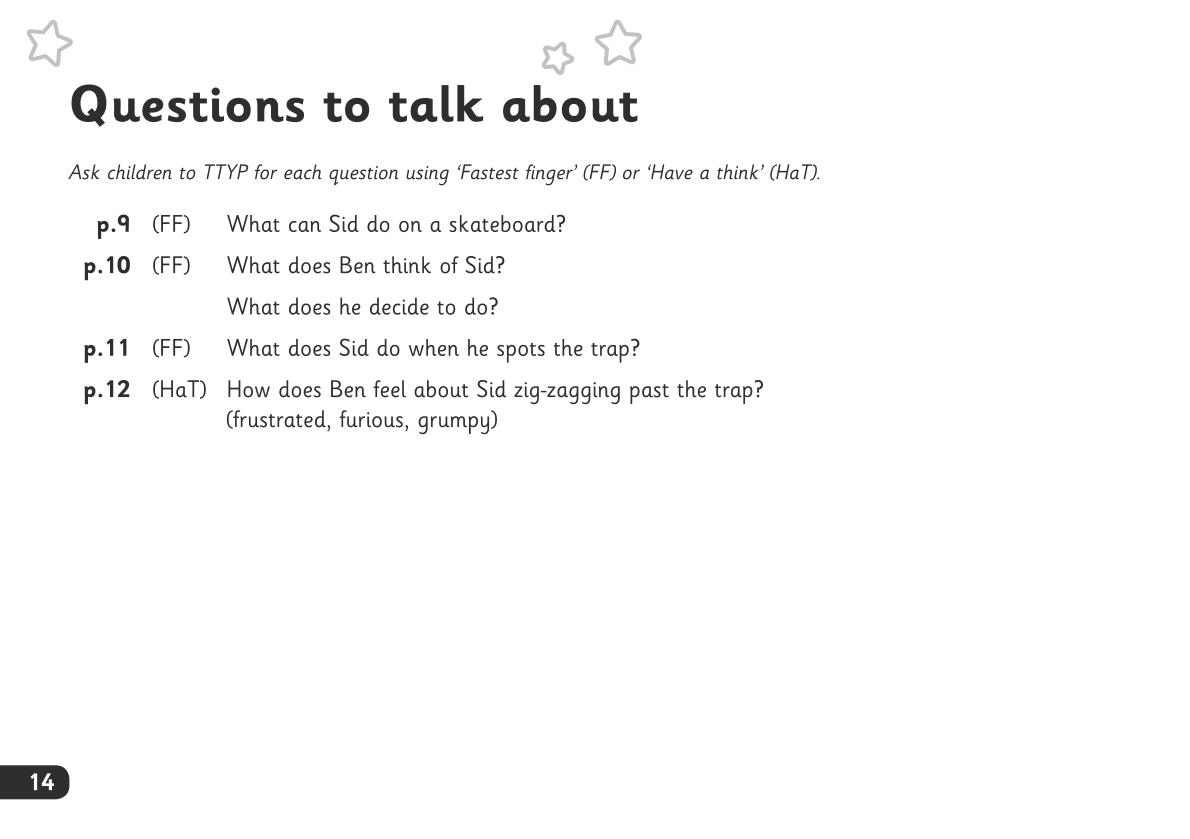 Questions to talk about
Ask children to TTYP for each question using ‘Fastest finger’ (FF) or ‘Have a think’ (HaT).
p.9 (FF) What can Sid do on a skateboard?
p.10 (FF) What does Ben think of Sid?
What does he decide to do?
p.11 (FF) What does Sid do when he spots the trap?
p.12 (HaT) How does Ben feel about Sid zig-zagging past the trap?
(frustrated, furious, grumpy)
14